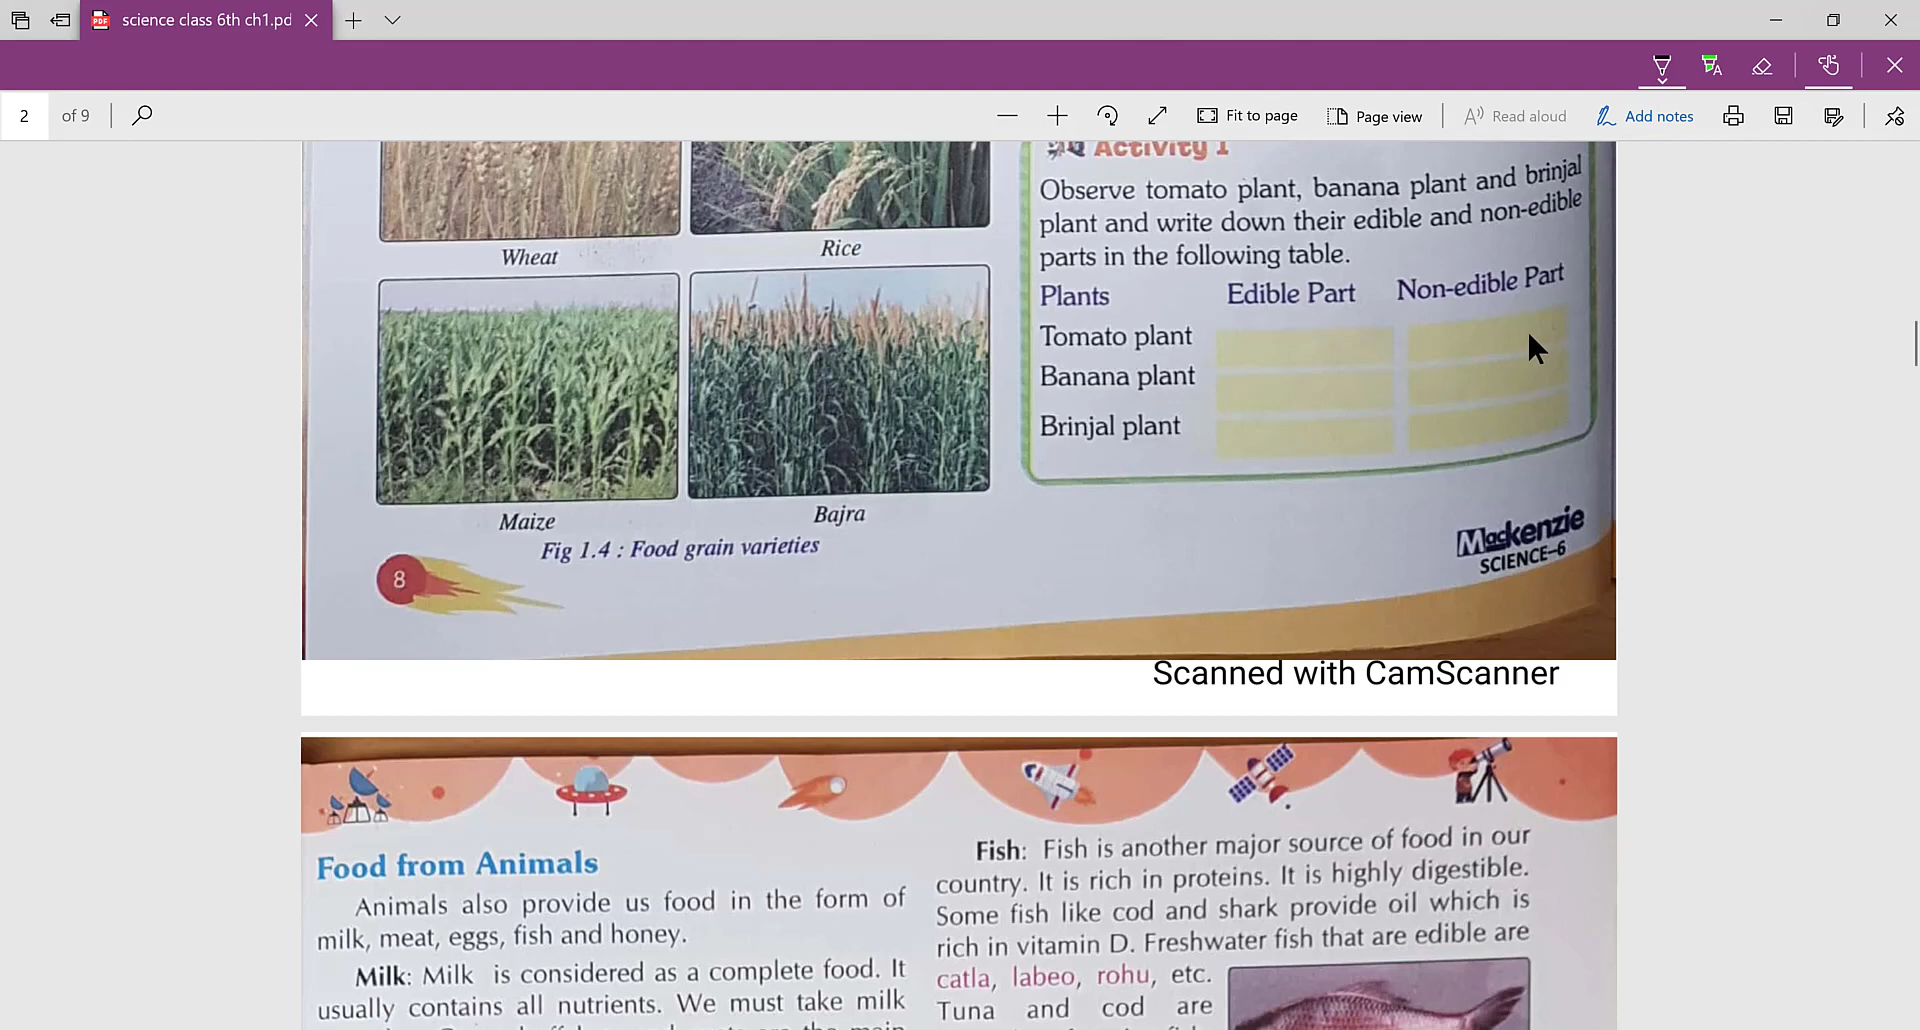 science class 6th ch1.pd
2 of 9
Fit to page
Page view
Read aloud
Add notes
Activity 1
Observe tomato plant, banana plant and brinjal
plant and write down their edible and non-edible
parts in the following table.
Plants Edible Part Non-edible Part
Tomato plant
Banana plant
Brinjal plant
Wheat
Rice
Maize
Bajra
Fig 1.4 : Food grain varieties
8
Mackenzie
SCIENCE–6
Scanned with CamScanner
Food from Animals
Animals also provide us food in the form of
milk, meat, eggs, fish and honey.
Milk: Milk is considered as a complete food. It
usually contains all nutrients. We must take milk
Fish: Fish is another major source of food in our
country. It is rich in proteins. It is highly digestible.
Some fish like cod and shark provide oil which is
rich in vitamin D. Freshwater fish that are edible are
catla, labeo, rohu, etc.
Tuna and cod are